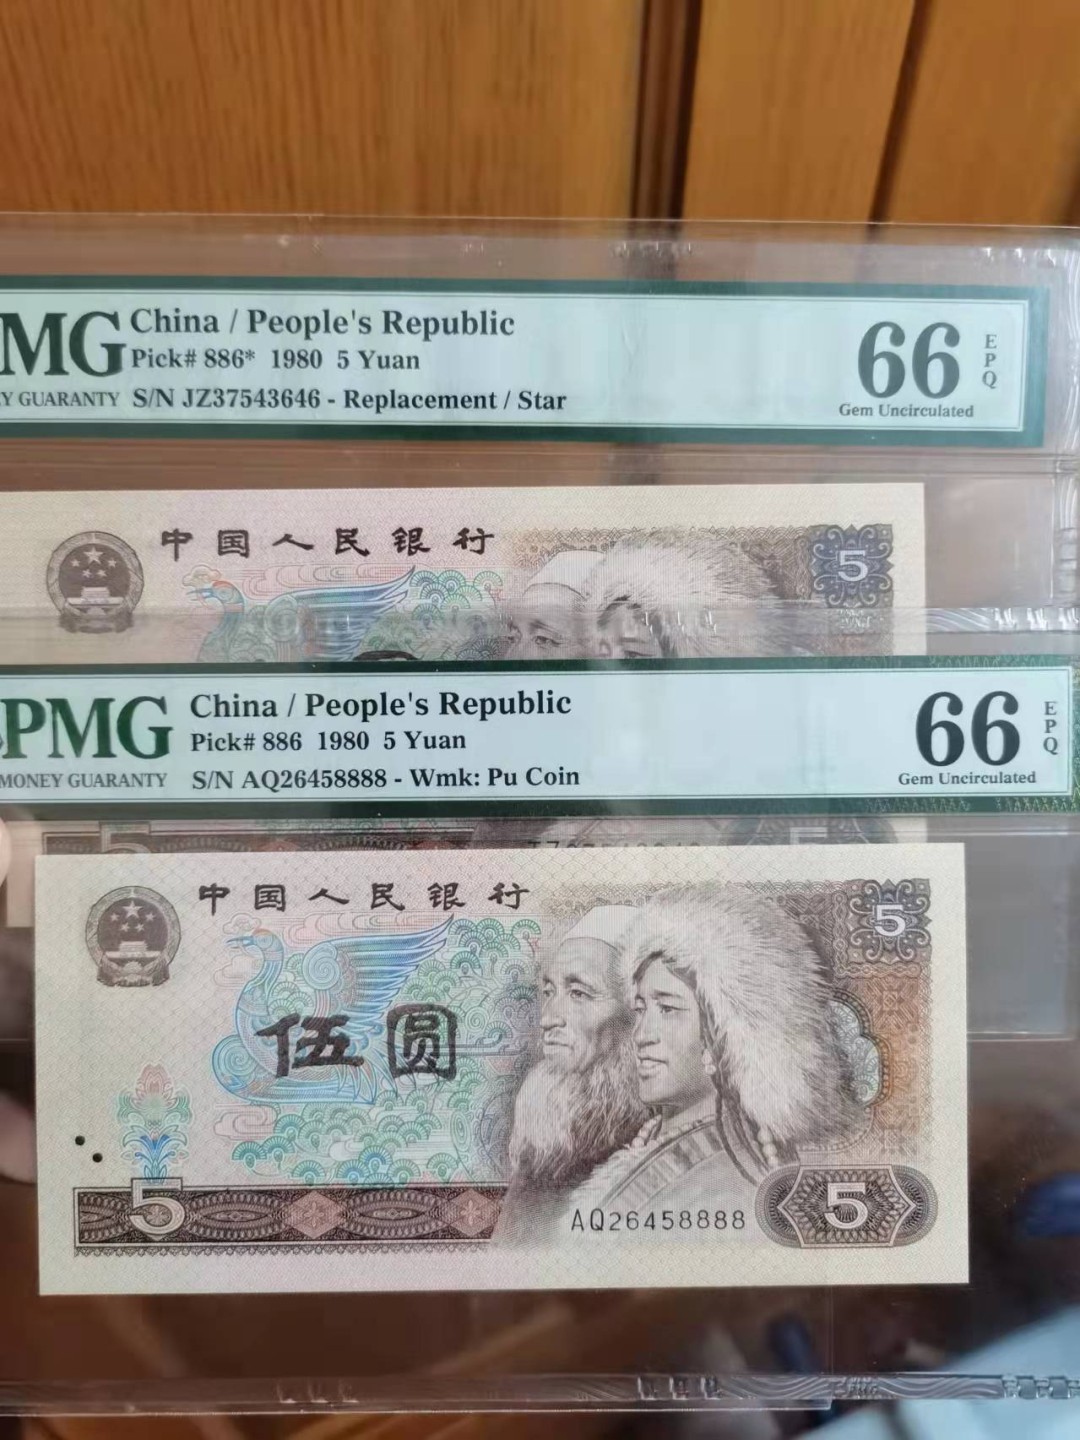 MG China / People's Republic
Pick# 886* 1980 5 Yuan
Y GUARANTY S/N JZ37543646 - Replacement / Star
66 EPQ
Gem Uncirculated
中国人民银行
5
PMG China / People's Republic
Pick# 886 1980 5 Yuan
MONEY GUARANTY S/N AQ26458888 - Wmk: Pu Coin
66 EPQ
Gem Uncirculated
中国人民银行
5
伍圆
5
AQ26458888
5